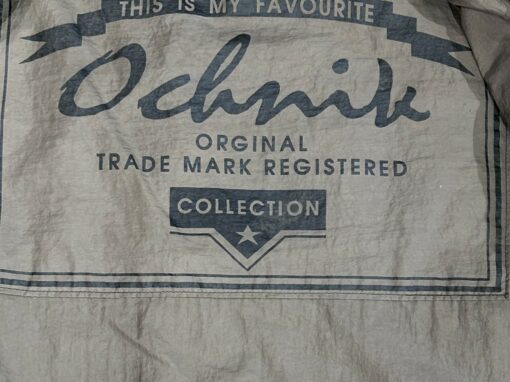 THIS IS MY FAVOURITE
Ochnik
ORGINAL
TRADE MARK REGISTERED
COLLECTION